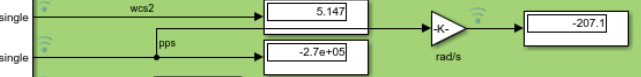 wcs2
single
5.147
-K-
-207.1
pps
single
-2.7e+05
rad/s